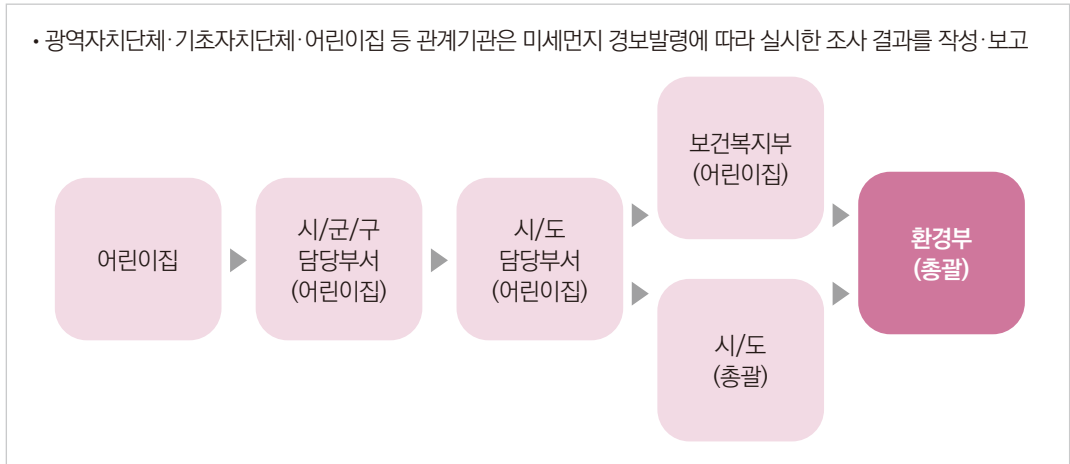 • 광역자치단체·기초자치단체·어린이집 등 관계기관은 미세먼지 경보발령에 따라 실시한 조사 결과를 작성·보고
어린이집
시/군/구
담당부서
(어린이집)
시/도
담당부서
(어린이집)
보건복지부
(어린이집)
시/도
(총괄)
환경부
(총괄)